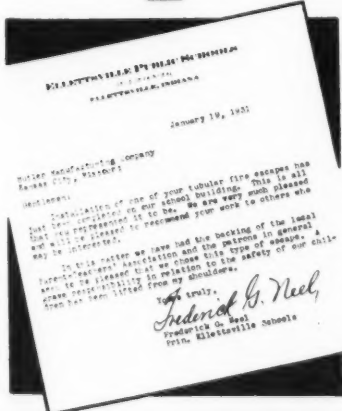 ELLETTSVILLE PUBLIC SCHOOLS
ELLETTSVILLE, INDIANA
January 19, 1931
Butler Manufacturing Company
Kansas City, Missouri
Gentlemen:
Installation of one of your tubular fire escapes has
just been completed on our school building. This is all
that you represented it to be. We are very much pleased
and will be pleased to recommend your work to others who
may be interested.
In this matter we have had the backing of the local
Parent-Teachers' Association and the patrons in general
seem to be pleased that we chose this type of escape. A
grave responsibility in relation to the safety of our chil-
dren has been lifted from my shoulders.
Yours truly,
Frederick G. Neel
Frederick G. Neel
Prin. Ellettsville Schools